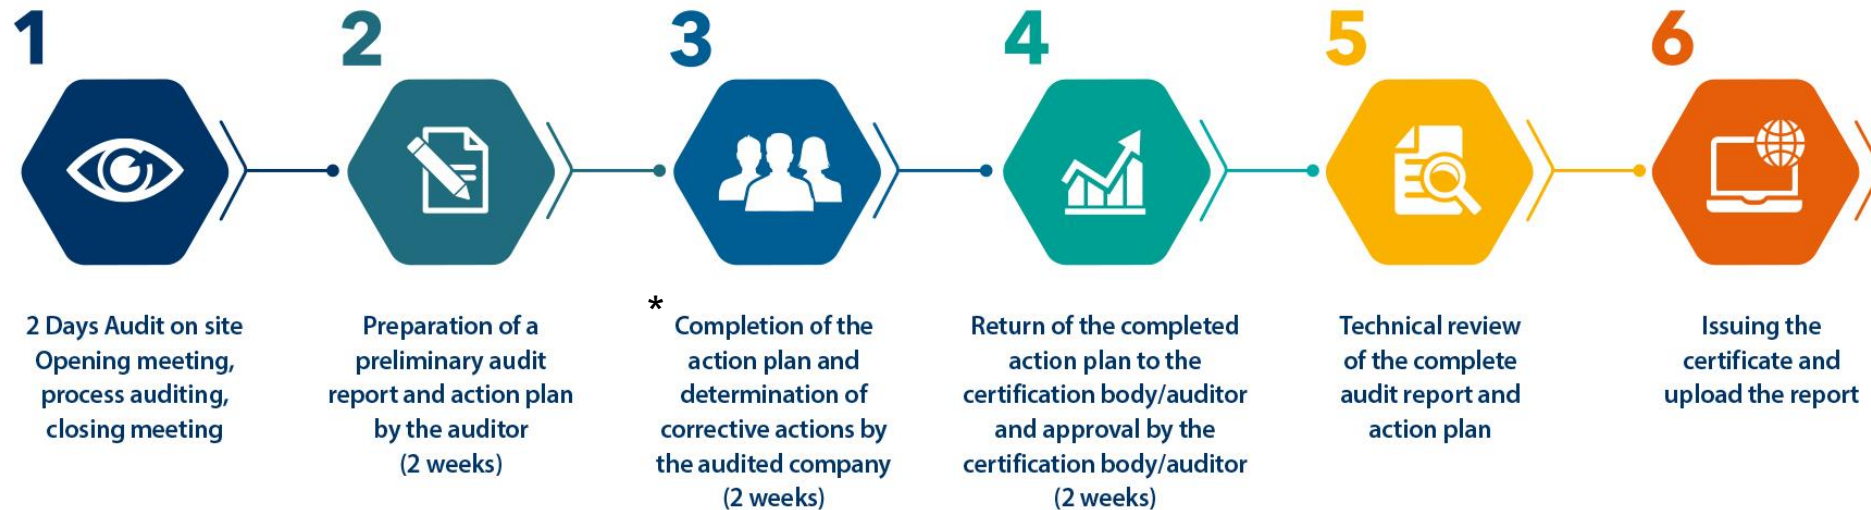 1
2 Days Audit on site
Opening meeting,
process auditing,
closing meeting
2
Preparation of a
preliminary audit
report and action plan
by the auditor
(2 weeks)
3
* Completion of the
action plan and
determination of
corrective actions by
the audited company
(2 weeks)
4
Return of the completed
action plan to the
certification body/auditor
and approval by the
certification body/auditor
(2 weeks)
5
Technical review
of the complete
audit report and
action plan
6
Issuing the
certificate and
upload the report